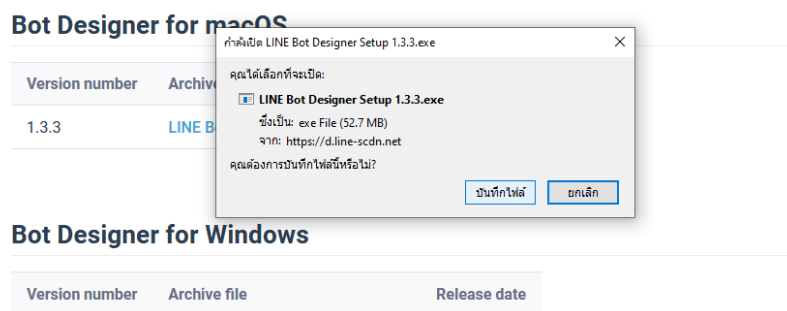 Bot Designer for macOS
กำลังเปิด LINE Bot Designer Setup 1.3.3.exe
คุณได้เลือกที่จะเปิด:
LINE Bot Designer Setup 1.3.3.exe
ซึ่งเป็น: exe File (52.7 MB)
จาก: https://d.line-scdn.net
คุณต้องการบันทึกไฟล์นี้หรือไม่?
บันทึกไฟล์ ยกเลิก
Version number Archiv
1.3.3 LINE B
Bot Designer for Windows
Version number Archive file Release date